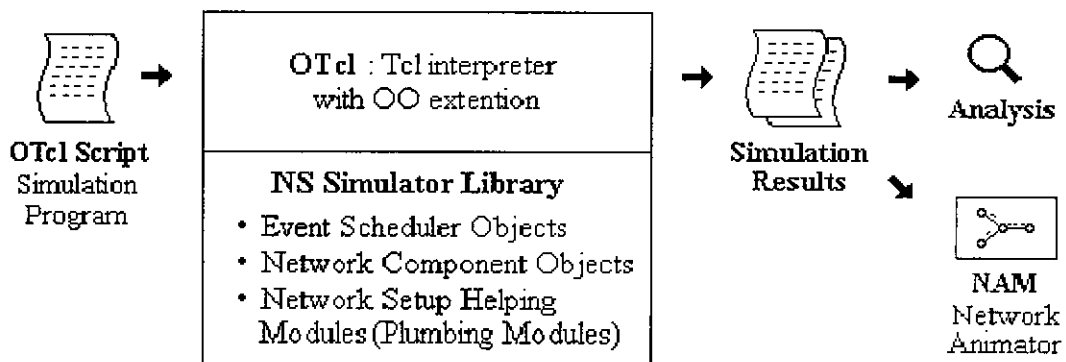 OTcl Script
Simulation
Program
OTcl : Tcl interpreter
with OO extention
NS Simulator Library
• Event Scheduler Objects
• Network Component Objects
• Network Setup Helping
Modules (Plumbing Modules)
Simulation
Results
Analysis
NAM
Network
Animator